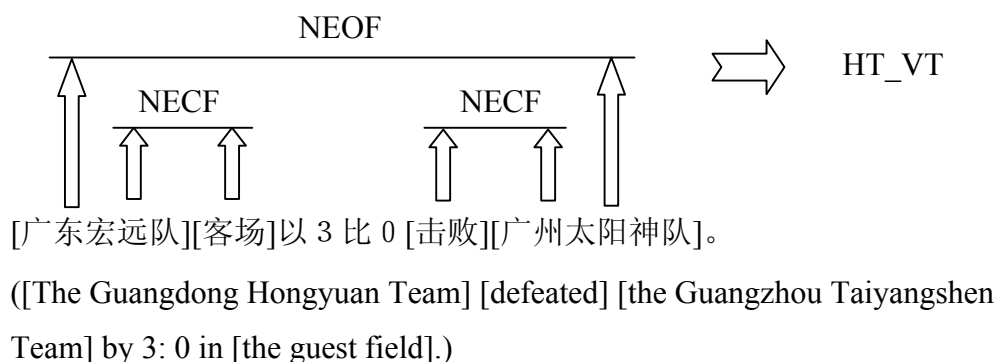 NEOF
HT_VT
NECF NECF
[广东宏远队][客场]以 3 比 0 [击败][广州太阳神队]。
([The Guangdong Hongyuan Team] [defeated] [the Guangzhou Taiyangshen
Team] by 3: 0 in [the guest field].)